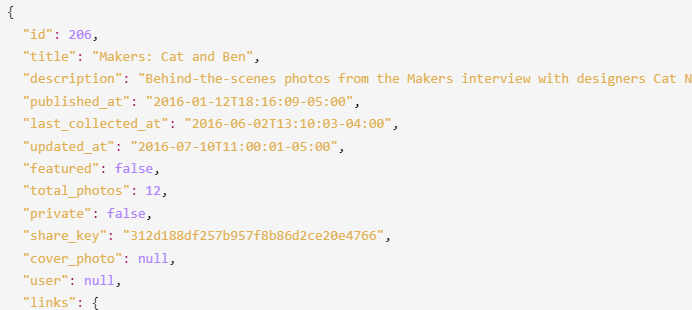 {
"id": 206,
"title": "Makers: Cat and Ben",
"description": "Behind-the-scenes photos from the Makers interview with designers Cat N
"published_at": "2016-01-12T18:16:09-05:00",
"last_collected_at": "2016-06-02T13:10:03-04:00",
"updated_at": "2016-07-10T11:00:01-05:00",
"featured": false,
"total_photos": 12,
"private": false,
"share_key": "312d188df257b957f8b86d2ce20e4766",
"cover_photo": null,
"user": null,
"links": {